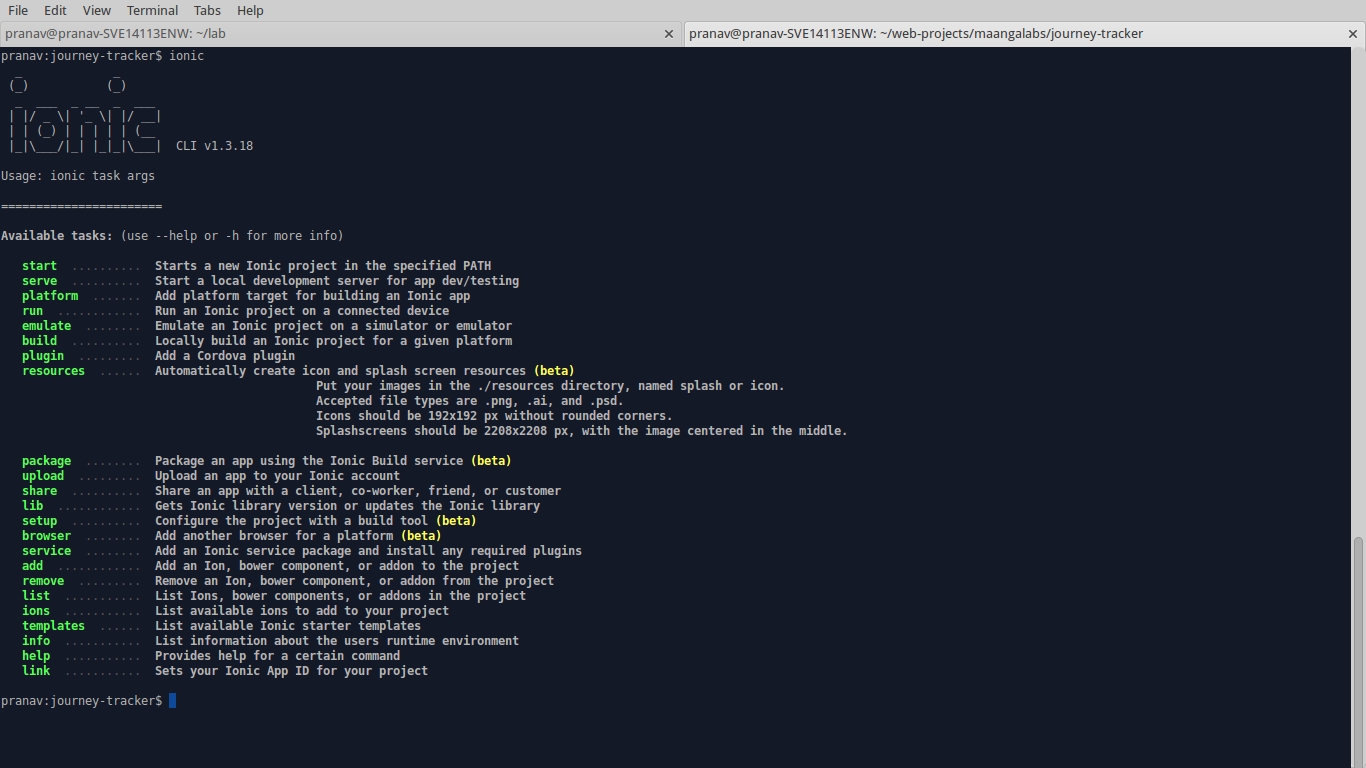 File Edit View Terminal Tabs Help
pranav@pranav-SVE14113ENW: ~/lab
pranav@pranav-SVE14113ENW: ~/web-projects/maangalabs/journey-tracker
pranav:journey-tracker$ ionic
  _             _
 (_)           (_)
  _  ___  _ __  _  ___
 | |/ _ \| '_ \| |/ __|
 | | (_) | | | | | (__
 |_|\___/|_| |_|_|\___|  CLI v1.3.18
Usage: ionic task args
=======================
Available tasks: (use --help or -h for more info)
start .......... Starts a new Ionic project in the specified PATH
serve .......... Start a local development server for app dev/testing
platform ....... Add platform target for building an Ionic app
run ............ Run an Ionic project on a connected device
emulate ........ Emulate an Ionic project on a simulator or emulator
build .......... Locally build an Ionic project for a given platform
plugin ......... Add a Cordova plugin
resources ...... Automatically create icon and splash screen resources (beta)
Put your images in the ./resources directory, named splash or icon.
Accepted file types are .png, .ai, and .psd.
Icons should be 192x192 px without rounded corners.
Splashscreens should be 2208x2208 px, with the image centered in the middle.
package ........ Package an app using the Ionic Build service (beta)
upload ......... Upload an app to your Ionic account
share .......... Share an app with a client, co-worker, friend, or customer
lib ............ Gets Ionic library version or updates the Ionic library
setup .......... Configure the project with a build tool (beta)
browser ........ Add another browser for a platform (beta)
service ........ Add an Ionic service package and install any required plugins
add ............ Add an Ion, bower component, or addon to the project
remove ......... Remove an Ion, bower component, or addon from the project
list ........... List Ions, bower components, or addons in the project
ions ........... List available ions to add to your project
templates ...... List available Ionic starter templates
info ........... List information about the users runtime environment
help ........... Provides help for a certain command
link ........... Sets your Ionic App ID for your project
pranav:journey-tracker$